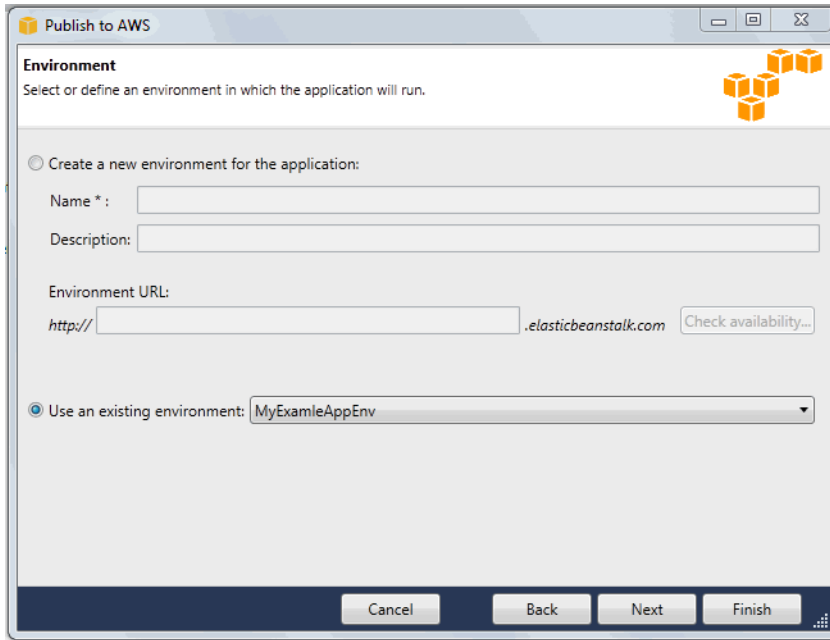 Publish to AWS
Environment
Select or define an environment in which the application will run.
Create a new environment for the application:
Name * :
Description:
Environment URL:
http:// .elasticbeanstalk.com Check availability...
Use an existing environment: MyExamleAppEnv
Cancel Back Next Finish